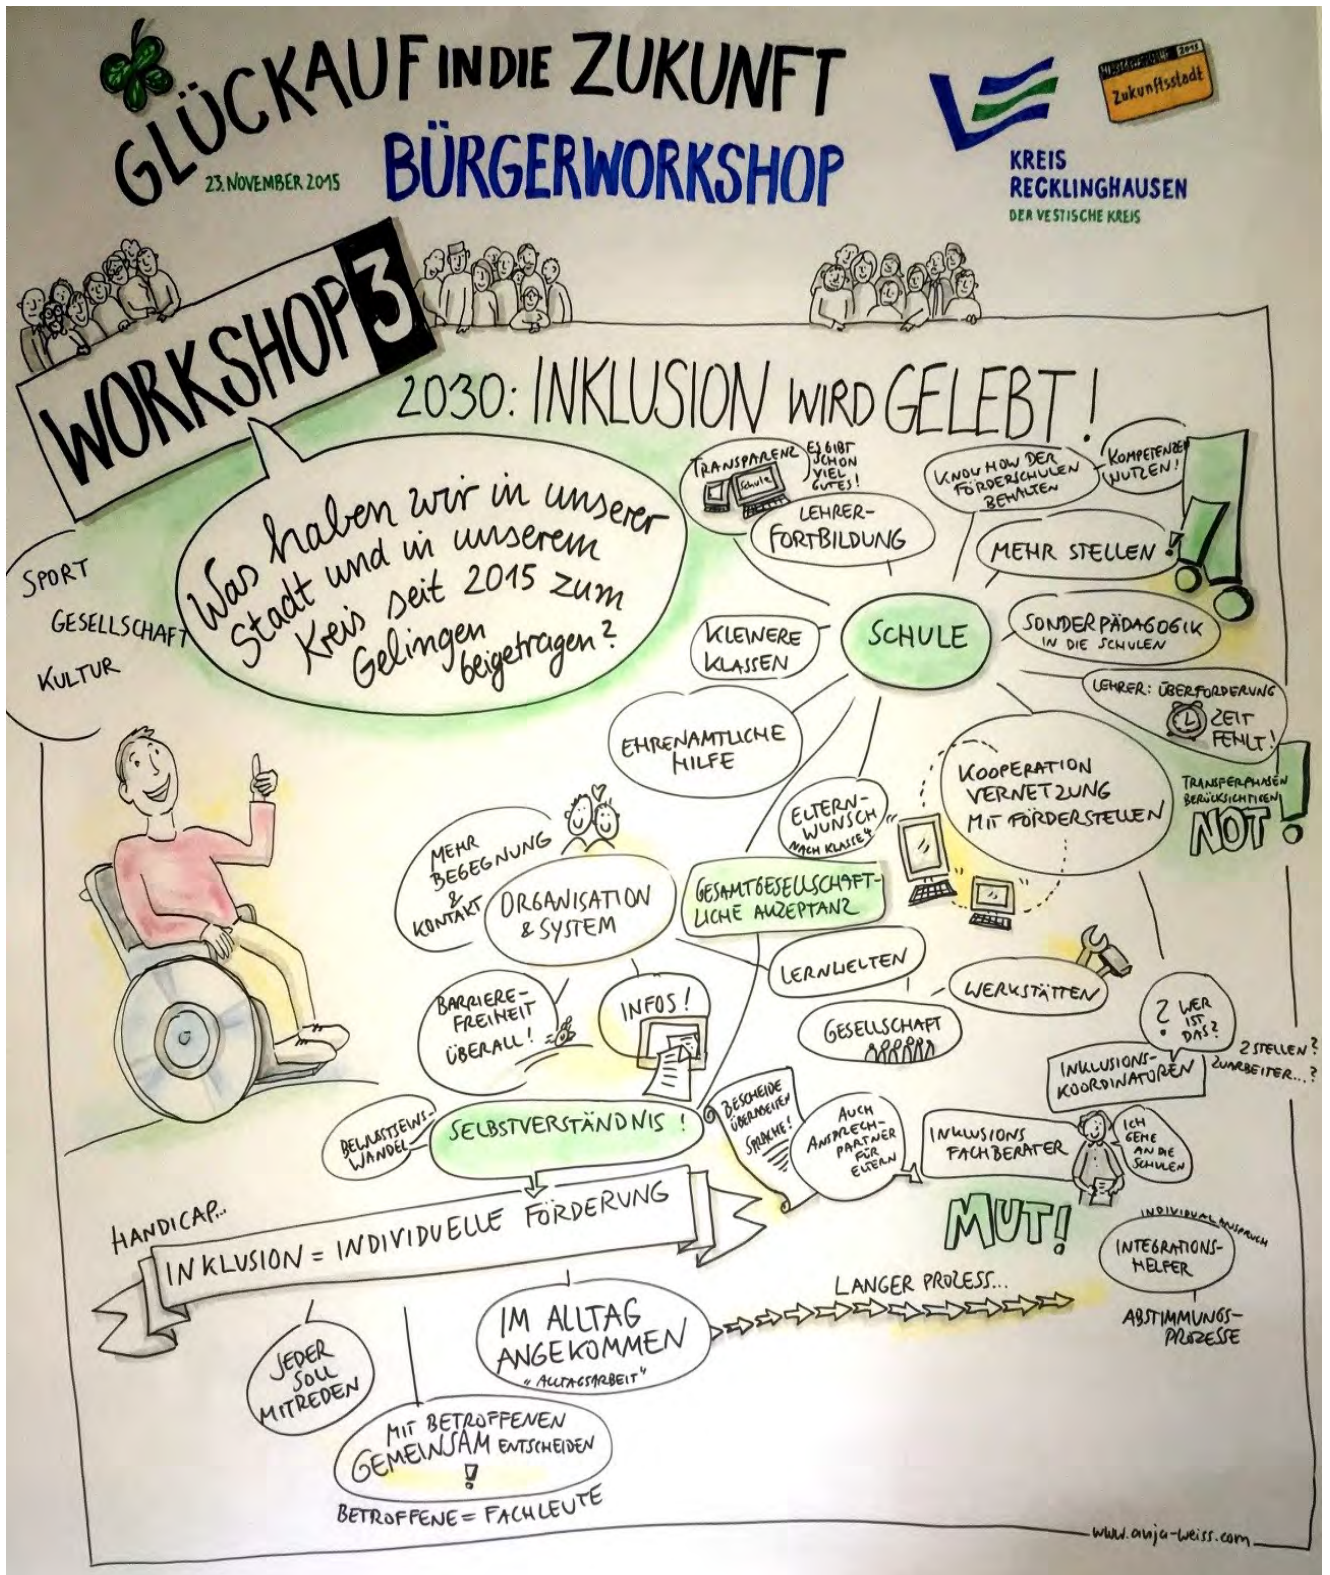 GLÜCKAUF IN DIE ZUKUNFT
23. NOVEMBER 2015
BÜRGERWORKSHOP
2015
Zukunftsstadt
KREIS
RECKLINGHAUSEN
DER VESTISCHE KREIS
WORKSHOP 3
2030: INKLUSION WIRD GELEBT!
Was haben wir in unserer
Stadt und in unserem
Kreis seit 2015 zum
Gelingen
beigetragen?
SPORT
GESELLSCHAFT
KULTUR
TRANSPARENZ
Schule
ES GIBT
SCHON
VIEL
GUTES!
LEHRER-
FORTBILDUNG
KNOW HOW DER
FÖRDERSCHULEN
BEHALTEN
KOMPETENZEN
NUTZEN!
MEHR STELLEN!
SCHULE
SONDERPÄDAGOGIK
IN DIE SCHULEN
KLEINERE
KLASSEN
LEHRER: ÜBERFORDERUNG
ZEIT
FEHLT!
EHRENAMTLICHE
HILFE
KOOPERATION
VERNETZUNG
MIT FÖRDERSTELLEN
TRANSFERPHASEN
BERÜCKSICHTIGEN
NOT!
ELTERN-
WUNSCH
"NACH KLASSE 4"
MEHR
BEGEGNUNG
&
KONTAKT
ORGANISATION
& SYSTEM
GESAMTGESELLSCHAFT-
LICHE AKZEPTANZ
LERNWELTEN
WERKSTÄTTEN
GESELLSCHAFT
BARRIERE-
FREIHEIT
ÜBERALL!
INFOS!
? WER
IST
DAS?
INKLUSIONS-
KOORDINATOREN
2 STELLEN?
ZUARBEITER...?
BEWUSTSEINS-
WANDEL
SELBSTVERSTÄNDNIS!
BESCHEIDE
ÜBERARBEITEN
SPRACHE!
AUCH
ANSPRECH-
PARTNER
FÜR
ELTERN
INKLUSIONS
FACHBERATER
ICH
GEHE
AN DIE
SCHULEN
MUT!
HANDICAP...
INKLUSION = INDIVIDUELLE FÖRDERUNG
INDIVIDUALANSPRUCH
INTEGRATIONS-
HELFER
ABSTIMMUNGS-
PROZESSE
LANGER PROZESS...
IM ALLTAG
ANGEKOMMEN
"ALLTAGSARBEIT"
JEDER
SOLL
MITREDEN
MIT BETROFFENEN
GEMEINSAM ENTSCHEIDEN
!
BETROFFENE = FACHLEUTE
www.anja-weiss.com